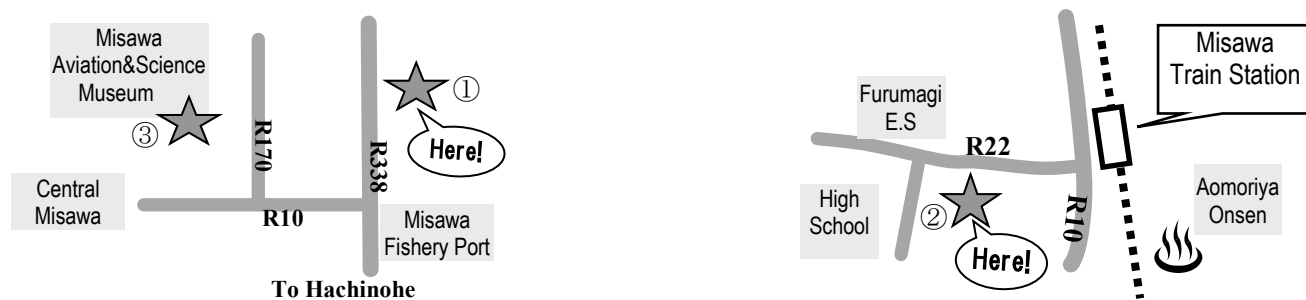 Misawa
Aviation&Science
Museum
③
R170
R338
①
Here!
Central
Misawa
R10
Misawa
Fishery Port
To Hachinohe
Misawa
Train Station
Furumagi
E.S
R22
High
School
②
Here!
R10
Aomoriya
Onsen